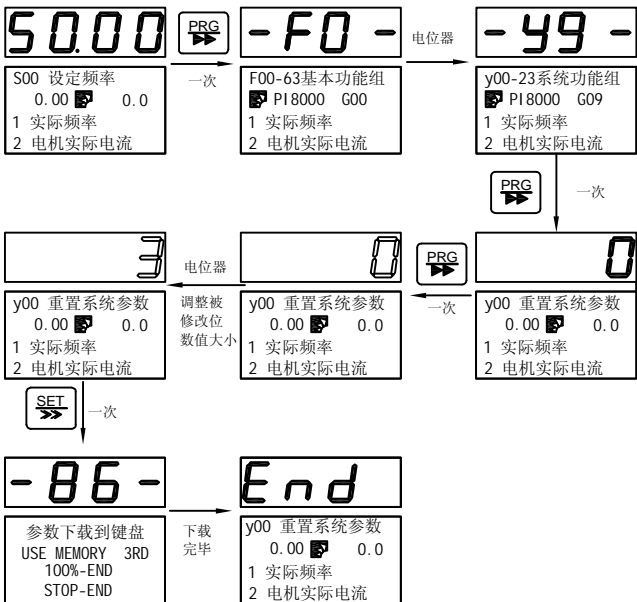 50.00
PRG
一次
-F0-
电位器
-y9-
S00 设定频率
0.00 0.0
1 实际频率
2 电机实际电流
F00-63基本功能组
PI8000 G00
1 实际频率
2 电机实际电流
y00-23系统功能组
PI8000 G09
1 实际频率
2 电机实际电流
PRG
一次
0
y00 重置系统参数
0.00 0.0
1 实际频率
2 电机实际电流
PRG
一次
0
y00 重置系统参数
0.00 0.0
1 实际频率
2 电机实际电流
电位器
调整被
修改位
数值大小
3
y00 重置系统参数
0.00 0.0
1 实际频率
2 电机实际电流
SET
一次
-86-
参数下载到键盘
USE MEMORY 3RD
100%-END
STOP-END
下载
完毕
End
y00 重置系统参数
0.00 0.0
1 实际频率
2 电机实际电流